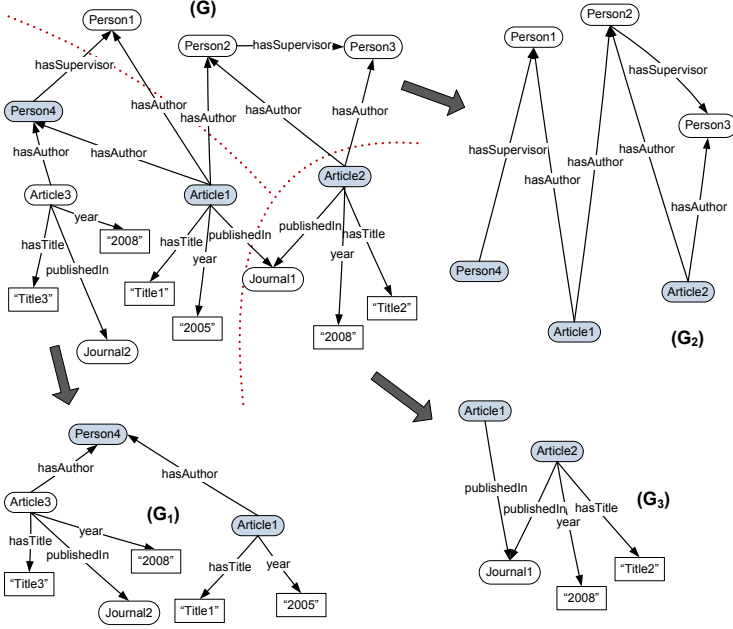 (G)
Person1
Person2
hasSupervisor
Person3
hasSupervisor
Person4
hasAuthor
hasAuthor
hasAuthor
hasAuthor
hasAuthor
hasAuthor
Article3
Article1
Article2
year
hasTitle
"2008"
publishedIn
"Title3"
Journal2
hasTitle
year
publishedIn
"Title1"
"2005"
Journal1
publishedIn
hasTitle
year
"Title2"
"2008"
Person1
Person2
hasSupervisor
Person3
hasSupervisor
hasAuthor
hasAuthor
hasAuthor
hasAuthor
Person4
Article1
Article2
(G2)
Person4
hasAuthor
hasAuthor
Article3
(G1)
Article1
hasTitle
year
publishedIn
"2008"
"Title3"
Journal2
hasTitle
year
"Title1"
"2005"
Article1
Article2
publishedIn
(G3)
publishedIn
hasTitle
year
Journal1
"Title2"
"2008"